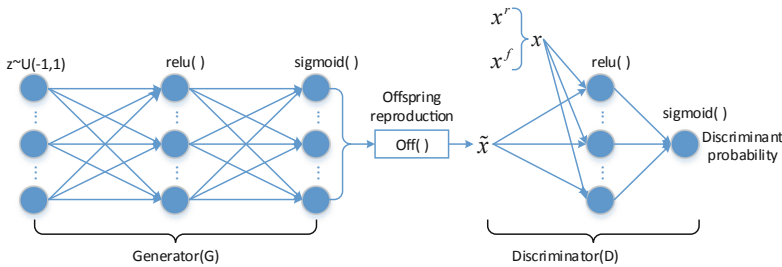 z~U(-1,1)
relu( )
sigmoid( )
Offspring
reproduction
Off( )
x̃
x^r
x^f
x
relu( )
sigmoid( )
Discriminant
probability
...
...
...
...
...
...
...
...
Generator(G)
Discriminator(D)